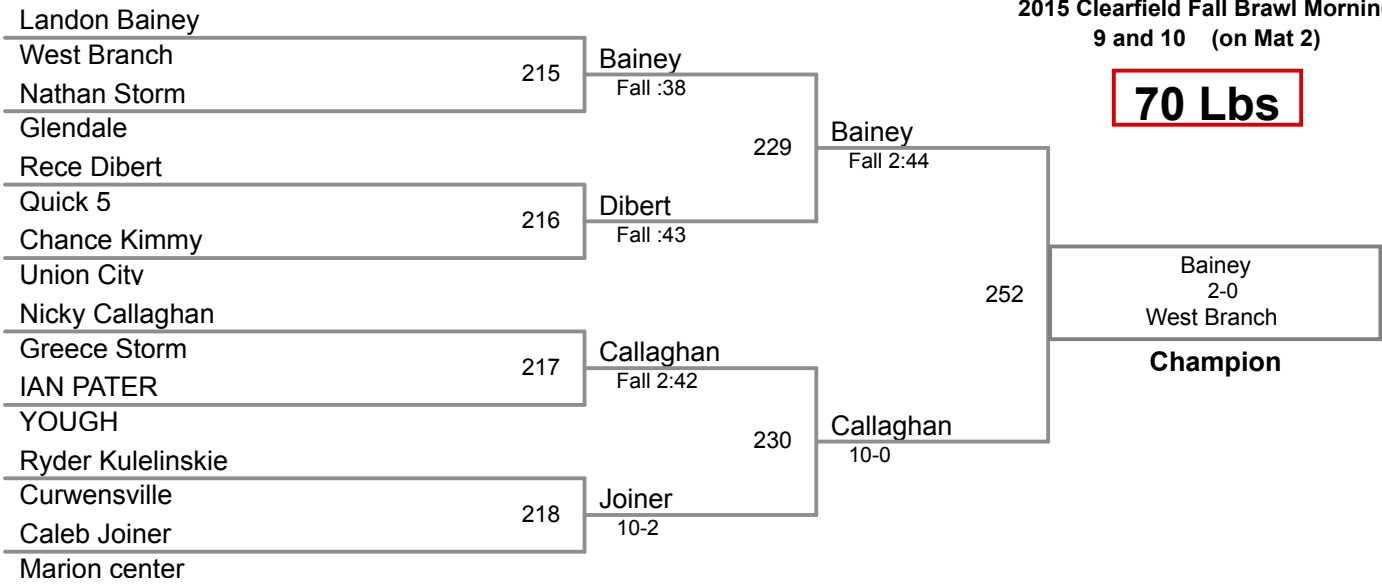 2015 Clearfield Fall Brawl Mornin
9 and 10 (on Mat 2)
70 Lbs
Landon Bainey
West Branch
Nathan Storm
Glendale
Rece Dibert
Quick 5
Chance Kimmy
Union City
Nicky Callaghan
Greece Storm
IAN PATER
YOUGH
Ryder Kulelinskie
Curwensville
Caleb Joiner
Marion center
215
216
217
218
Bainey
Fall :38
Dibert
Fall :43
Callaghan
Fall 2:42
Joiner
10-2
229
230
Bainey
Fall 2:44
Callaghan
10-0
252
Bainey
2-0
West Branch
Champion